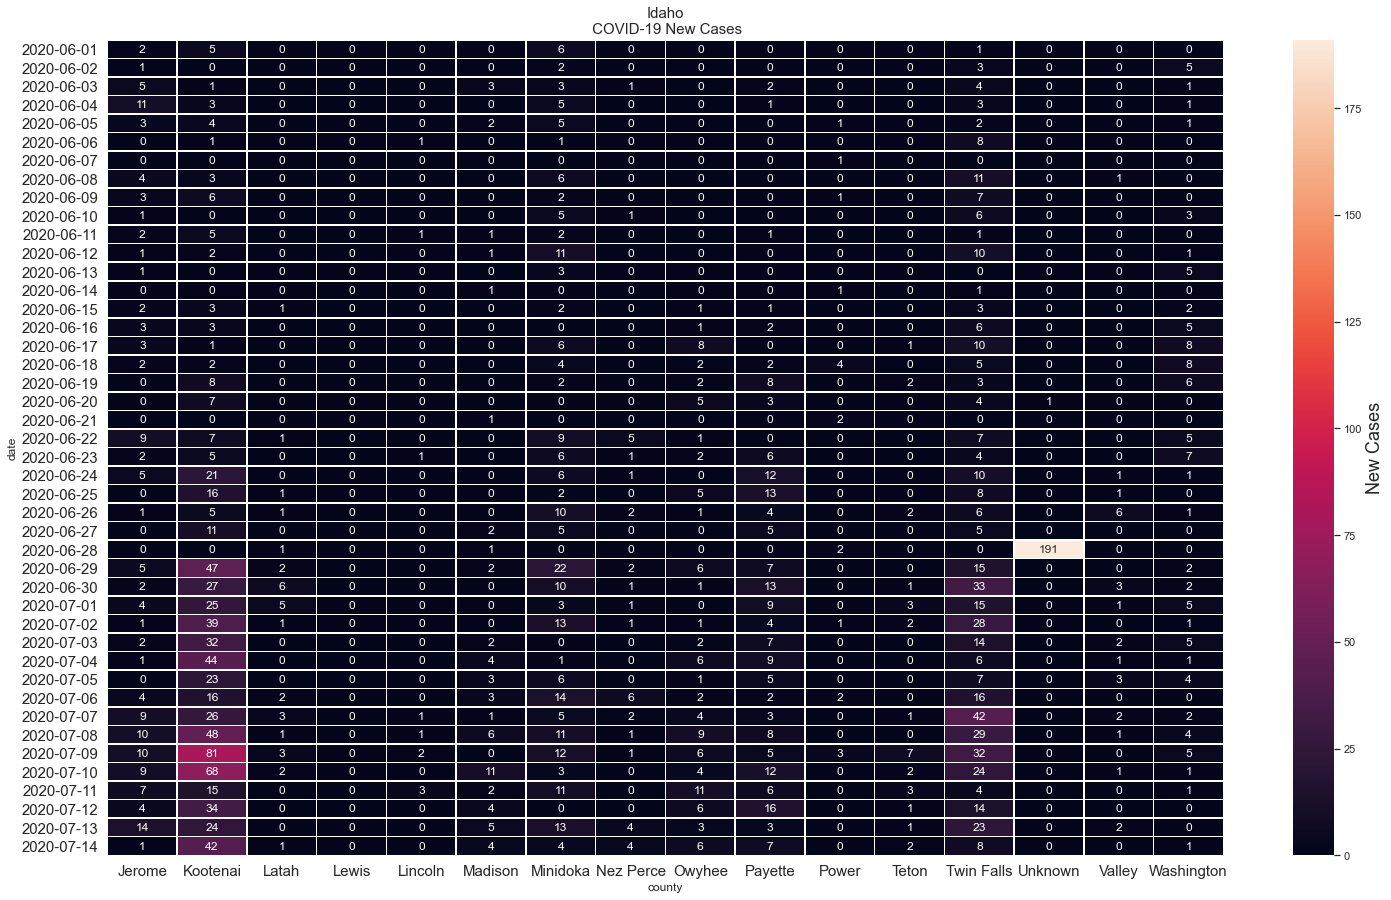 Idaho
COVID-19 New Cases
2020-06-01 2 5 0 0 0 0 6 0 0 0 0 0 1 0 0 0
2020-06-02 1 0 0 0 0 0 2 0 0 0 0 0 3 0 0 5
2020-06-03 5 1 0 0 0 3 3 1 0 2 0 0 4 0 0 1
2020-06-04 11 3 0 0 0 0 5 0 0 1 0 0 3 0 0 1
2020-06-05 3 4 0 0 0 2 5 0 0 0 1 0 2 0 0 1
2020-06-06 0 1 0 0 1 0 1 0 0 0 0 0 8 0 0 0
2020-06-07 0 0 0 0 0 0 0 0 0 0 1 0 0 0 0 0
2020-06-08 4 3 0 0 0 0 6 0 0 0 0 0 11 0 1 0
2020-06-09 3 6 0 0 0 0 2 0 0 0 1 0 7 0 0 0
2020-06-10 1 0 0 0 0 0 5 1 0 0 0 0 6 0 0 3
2020-06-11 2 5 0 0 1 1 2 0 0 1 0 0 1 0 0 0
2020-06-12 1 2 0 0 0 1 11 0 0 0 0 0 10 0 0 1
2020-06-13 1 0 0 0 0 0 3 0 0 0 0 0 0 0 0 5
2020-06-14 0 0 0 0 0 1 0 0 0 0 1 0 1 0 0 0
2020-06-15 2 3 1 0 0 0 2 0 1 1 0 0 3 0 0 2
2020-06-16 3 3 0 0 0 0 0 0 1 2 0 0 6 0 0 5
2020-06-17 3 1 0 0 0 0 6 0 8 0 0 1 10 0 0 8
2020-06-18 2 2 0 0 0 0 4 0 2 2 4 0 5 0 0 8
2020-06-19 0 8 0 0 0 0 2 0 2 8 0 2 3 0 0 6
2020-06-20 0 7 0 0 0 0 0 0 5 3 0 0 4 1 0 0
2020-06-21 0 0 0 0 0 1 0 0 0 0 2 0 0 0 0 0
2020-06-22 9 7 1 0 0 0 9 5 1 0 0 0 7 0 0 5
2020-06-23 2 5 0 0 1 0 6 1 2 6 0 0 4 0 0 7
2020-06-24 5 21 0 0 0 0 6 1 0 12 0 0 10 0 1 1
2020-06-25 0 16 1 0 0 0 2 0 5 13 0 0 8 0 1 0
2020-06-26 1 5 1 0 0 0 10 2 1 4 0 2 6 0 6 1
2020-06-27 0 11 0 0 0 2 5 0 0 5 0 0 5 0 0 0
2020-06-28 0 0 1 0 0 1 0 0 0 0 2 0 0 191 0 0
2020-06-29 5 47 2 0 0 2 22 2 6 7 0 0 15 0 0 2
2020-06-30 2 27 6 0 0 0 10 1 1 13 0 1 33 0 3 2
2020-07-01 4 25 5 0 0 0 3 1 0 9 0 3 15 0 1 5
2020-07-02 1 39 1 0 0 0 13 1 1 4 1 2 28 0 0 1
2020-07-03 2 32 0 0 0 2 0 0 2 7 0 0 14 0 2 5
2020-07-04 1 44 0 0 0 4 1 0 6 9 0 0 6 0 1 1
2020-07-05 0 23 0 0 0 3 6 0 1 5 0 0 7 0 3 4
2020-07-06 4 16 2 0 0 3 14 6 2 2 2 0 16 0 0 0
2020-07-07 9 26 3 0 1 1 5 2 4 3 0 1 42 0 2 2
2020-07-08 10 48 1 0 1 6 11 1 9 8 0 0 29 0 1 4
2020-07-09 10 81 3 0 2 0 12 1 6 5 3 7 32 0 0 5
2020-07-10 9 68 2 0 0 11 3 0 4 12 0 2 24 0 1 1
2020-07-11 7 15 0 0 3 2 11 0 11 6 0 3 4 0 0 1
2020-07-12 4 34 0 0 0 4 0 0 6 16 0 1 14 0 0 0
2020-07-13 14 24 0 0 0 5 13 4 3 3 0 1 23 0 2 0
2020-07-14 1 42 1 0 0 4 4 4 6 7 0 2 8 0 0 1
Jerome Kootenai Latah Lewis Lincoln Madison Minidoka Nez Perce Owyhee Payette Power Teton Twin Falls Unknown Valley Washington
county
date
175
150
125
100
75
50
25
0
New Cases